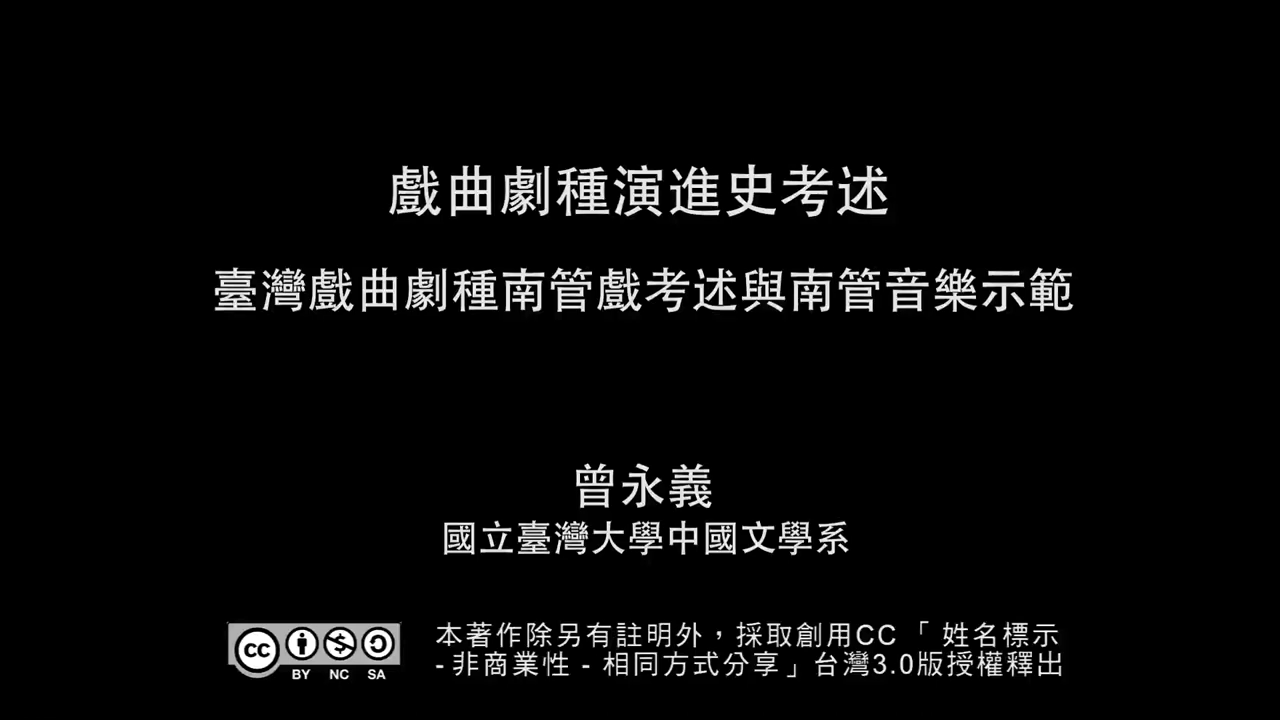 戲曲劇種演進史考述
臺灣戲曲劇種南管戲考述與南管音樂示範
曾永義
國立臺灣大學中國文學系
cc BY NC SA
本著作除另有註明外，採取創用CC「 姓名標示
- 非商業性 - 相同方式分享」台灣3.0版授權釋出